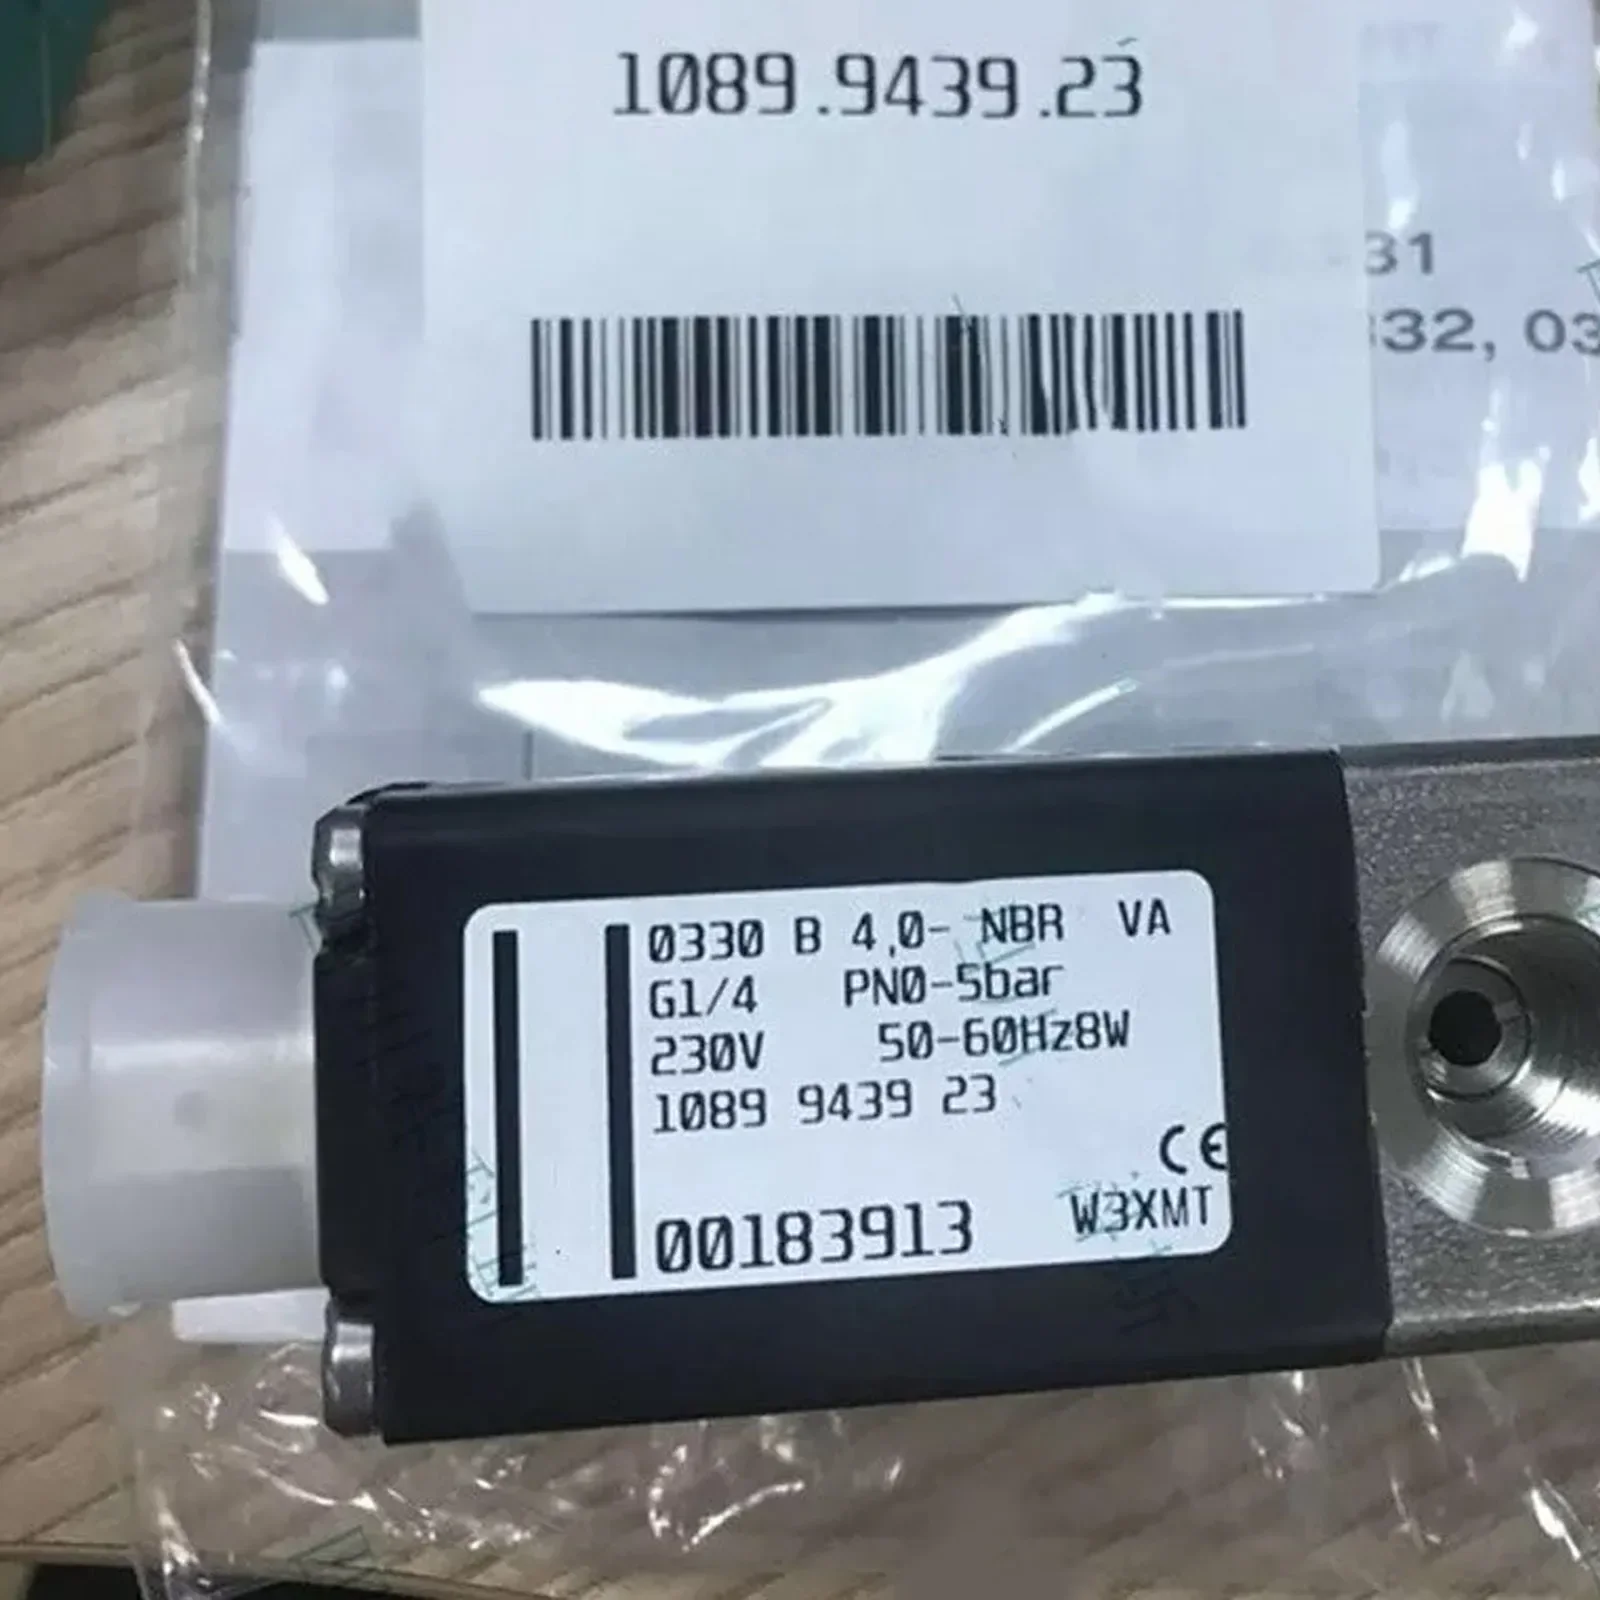 1089.9439.23
31
332, 03
0330 B 4,0- NBR VA
G1/4 PN0-5bar
230V 50-60Hz8W
1089 9439 23
CE
00183913 W3XMT